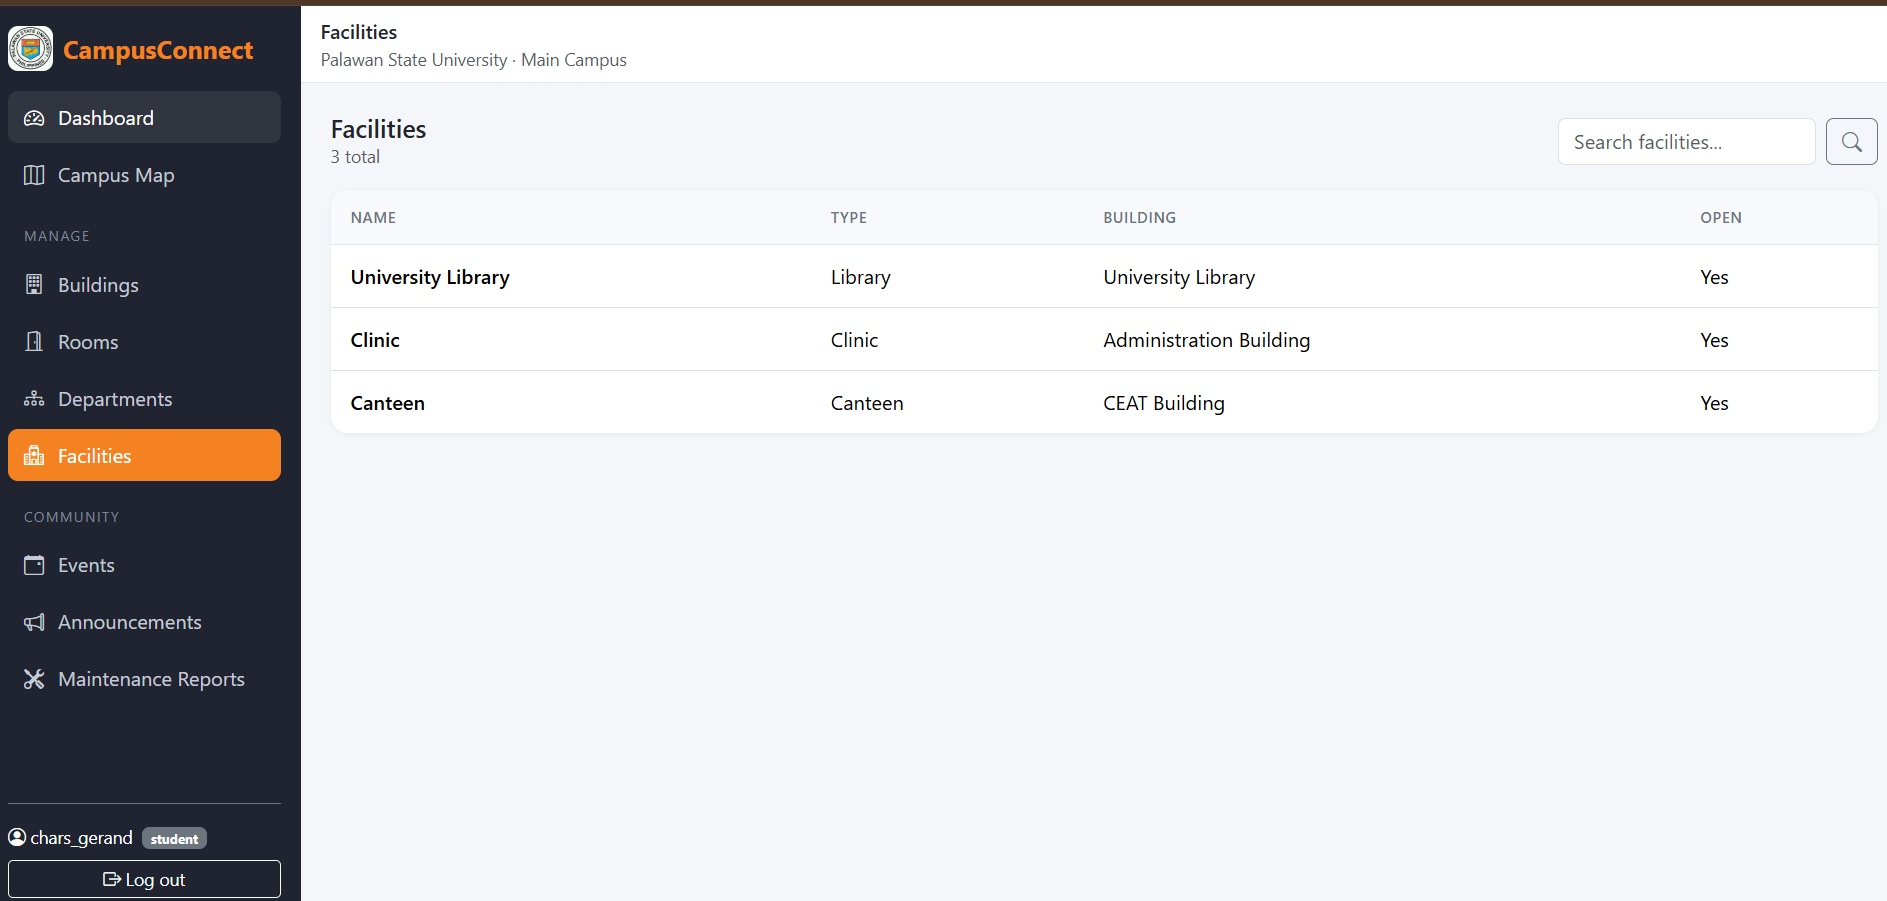 CampusConnect
Dashboard
Campus Map
MANAGE
Buildings
Rooms
Departments
Facilities
COMMUNITY
Events
Announcements
Maintenance Reports
chars_gerand student
Log out
Facilities
Palawan State University · Main Campus
Facilities
3 total
Search facilities...
NAME TYPE BUILDING OPEN
University Library Library University Library Yes
Clinic Clinic Administration Building Yes
Canteen Canteen CEAT Building Yes